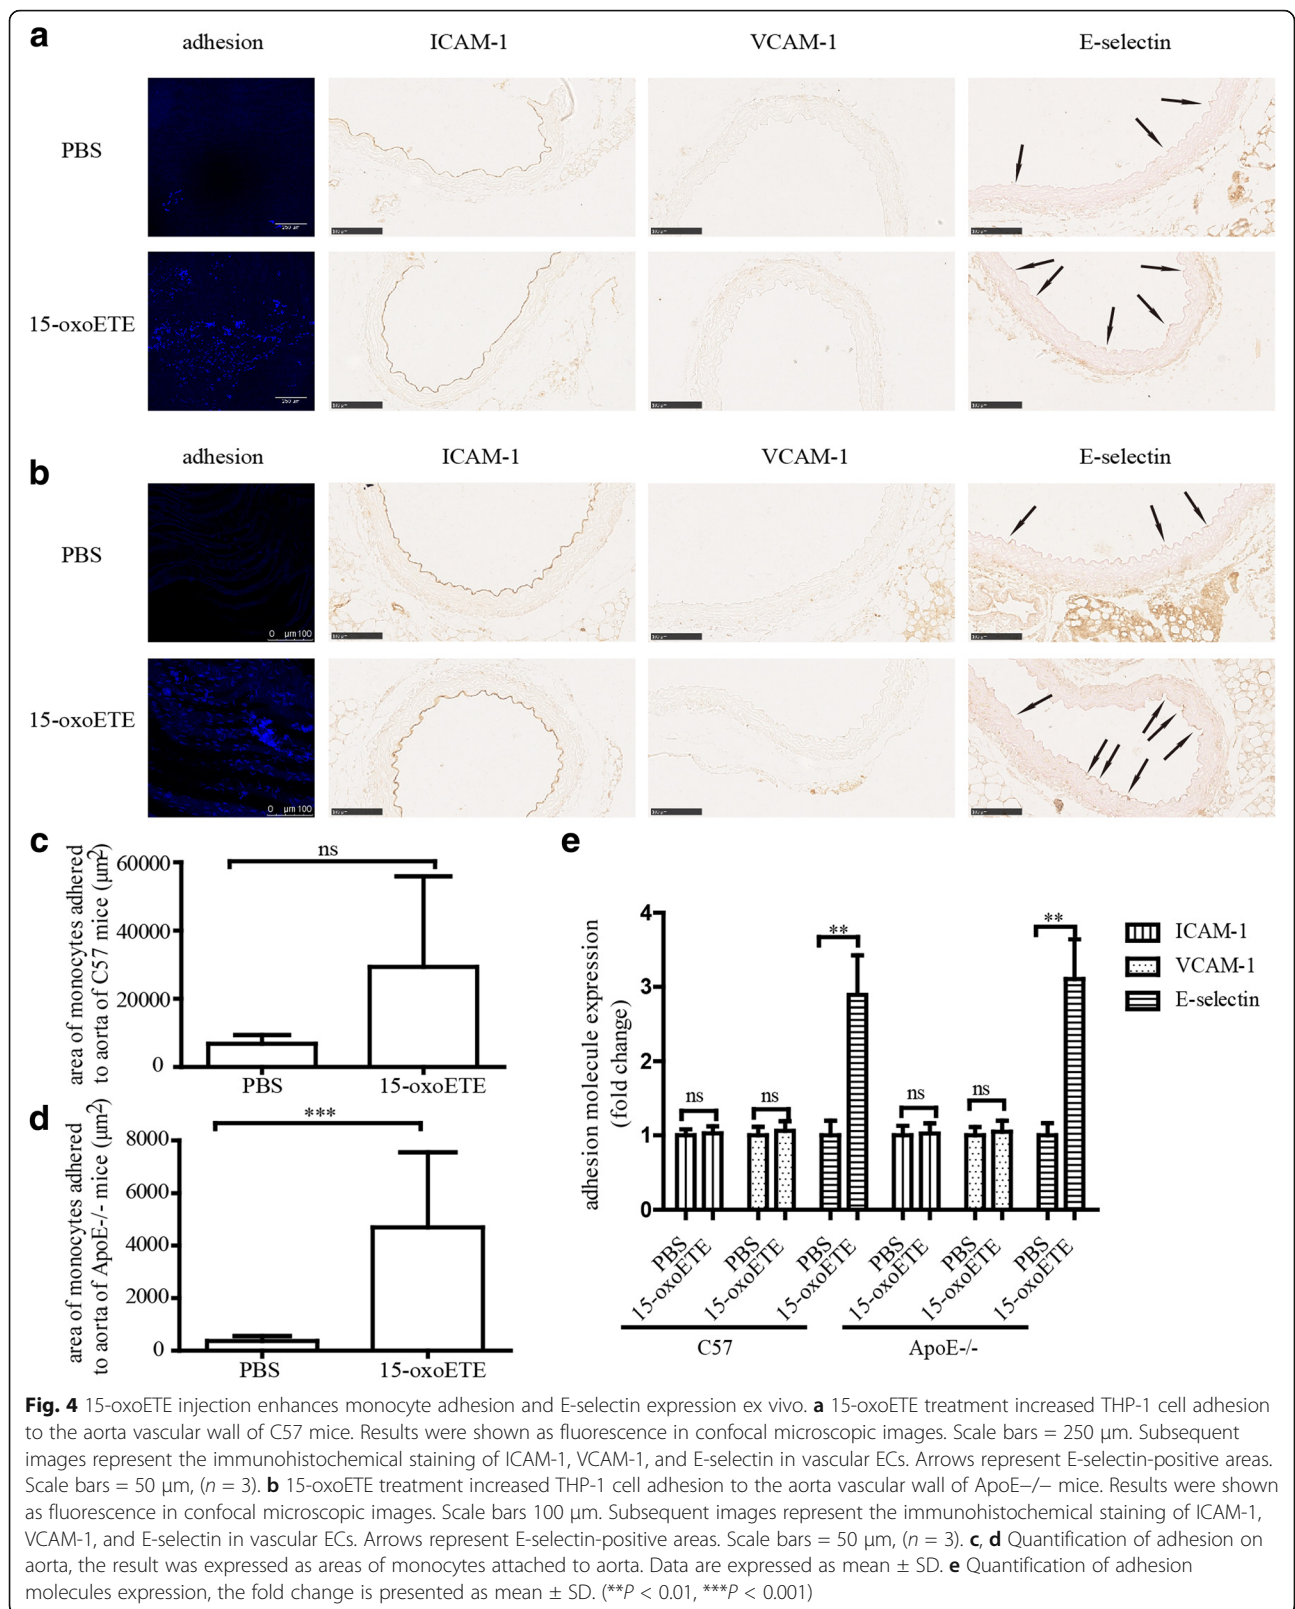 a
adhesion ICAM-1 VCAM-1 E-selectin
PBS
250 µm
15-oxoETE
250 µm
b
adhesion ICAM-1 VCAM-1 E-selectin
PBS
0 µm100
15-oxoETE
0 µm100
c
area of monocytes adhered
to aorta of C57 mice (µm²)
60000
40000
20000
0
ns
PBS 15-oxoETE
d
area of monocytes adhered
to aorta of ApoE-/- mice (µm²)
8000
6000
4000
2000
0
***
PBS 15-oxoETE
e
adhesion molecule expression
(fold change)
4
3
2
1
0
ns ns ** ns ns **
ICAM-1
VCAM-1
E-selectin
PBS 15-oxoETE PBS 15-oxoETE PBS 15-oxoETE PBS 15-oxoETE PBS 15-oxoETE PBS 15-oxoETE
C57 ApoE-/-
Fig. 4 15-oxoETE injection enhances monocyte adhesion and E-selectin expression ex vivo. a 15-oxoETE treatment increased THP-1 cell adhesion
to the aorta vascular wall of C57 mice. Results were shown as fluorescence in confocal microscopic images. Scale bars = 250 µm. Subsequent
images represent the immunohistochemical staining of ICAM-1, VCAM-1, and E-selectin in vascular ECs. Arrows represent E-selectin-positive areas.
Scale bars = 50 µm, (n = 3). b 15-oxoETE treatment increased THP-1 cell adhesion to the aorta vascular wall of ApoE−/− mice. Results were shown
as fluorescence in confocal microscopic images. Scale bars 100 µm. Subsequent images represent the immunohistochemical staining of ICAM-1,
VCAM-1, and E-selectin in vascular ECs. Arrows represent E-selectin-positive areas. Scale bars = 50 µm, (n = 3). c, d Quantification of adhesion on
aorta, the result was expressed as areas of monocytes attached to aorta. Data are expressed as mean ± SD. e Quantification of adhesion
molecules expression, the fold change is presented as mean ± SD. (**P < 0.01, ***P < 0.001)